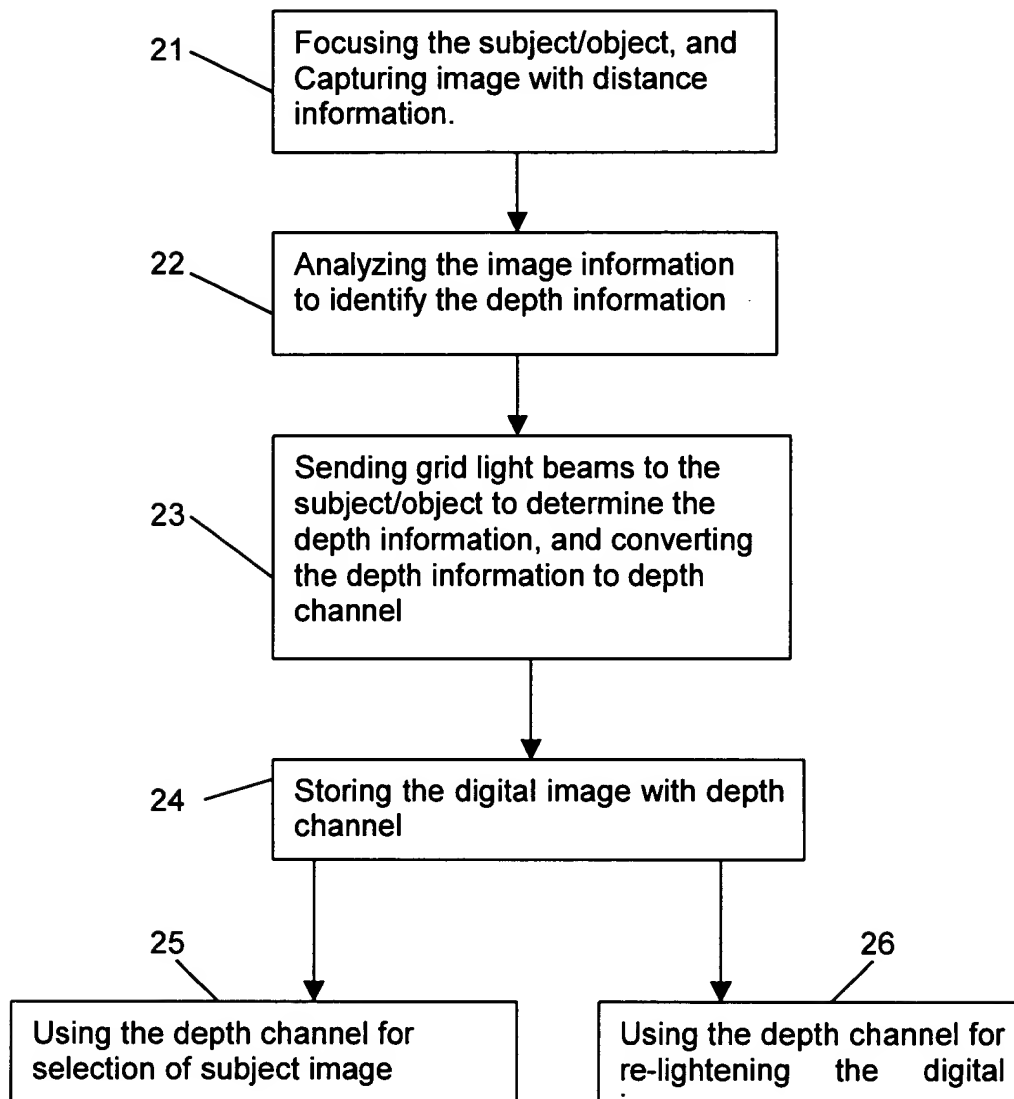 21
Focusing the subject/object, and
Capturing image with distance
information.
22
Analyzing the image information
to identify the depth information
23
Sending grid light beams to the
subject/object to determine the
depth information, and converting
the depth information to depth
channel
24
Storing the digital image with depth
channel
25
Using the depth channel for
selection of subject image
26
Using the depth channel for
re-lightening the digital